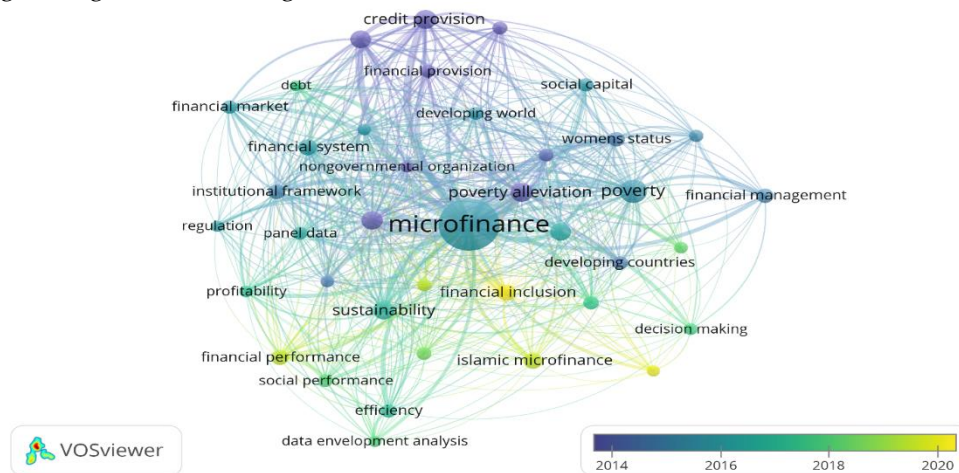 credit provision
financial provision
debt
social capital
financial market
developing world
financial system
womens status
nongovernmental organization
institutional framework
poverty alleviation
poverty
financial management
microfinance
regulation
panel data
developing countries
profitability
financial inclusion
sustainability
decision making
financial performance
islamic microfinance
social performance
efficiency
data envelopment analysis
VOSviewer
2014 2016 2018 2020